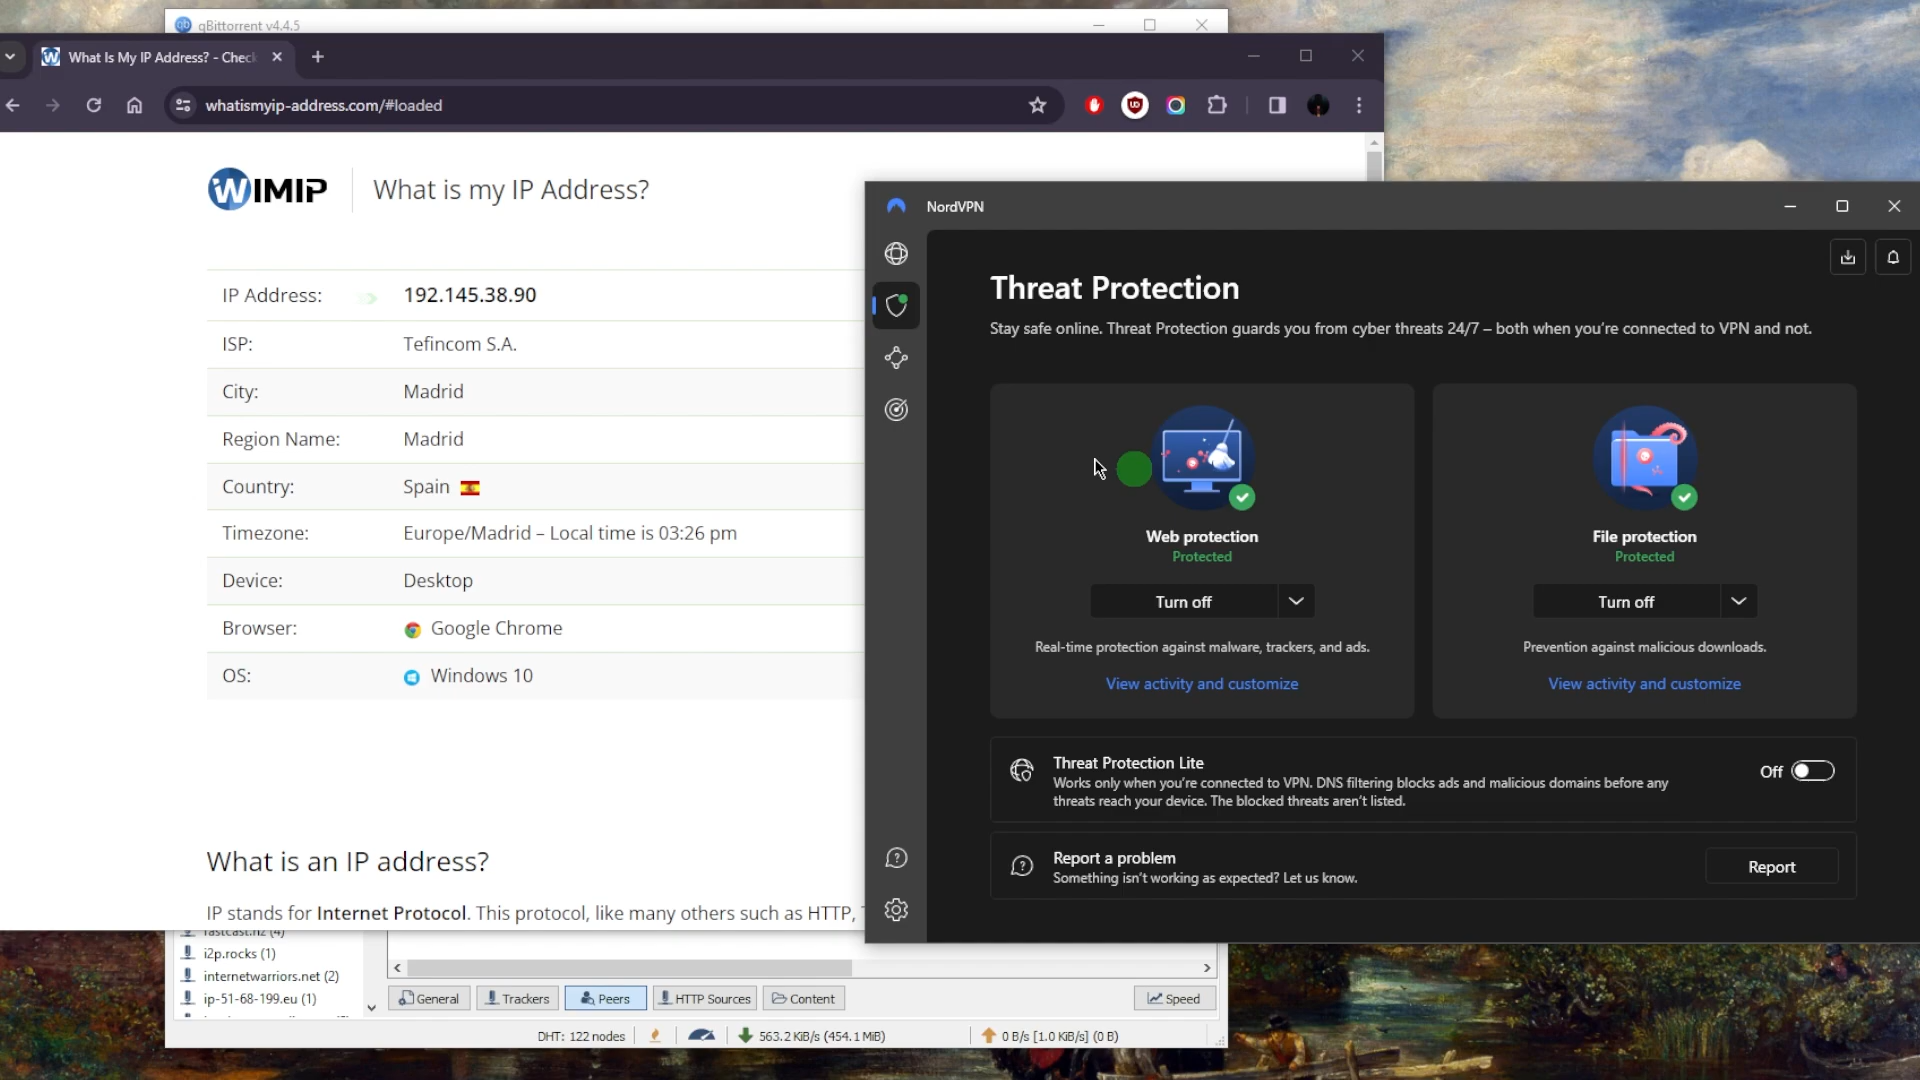 qBittorrent v4.4.5
What Is My IP Address? - Chec
whatismyip-address.com/#loaded
WIMIP
What is my IP Address?
IP Address: 192.145.38.90
ISP: Tefincom S.A.
City: Madrid
Region Name: Madrid
Country: Spain
Timezone: Europe/Madrid – Local time is 03:26 pm
Device: Desktop
Browser: Google Chrome
OS: Windows 10
What is an IP address?
IP stands for Internet Protocol. This protocol, like many others such as HTTP,
NordVPN
Threat Protection
Stay safe online. Threat Protection guards you from cyber threats 24/7 – both when you're connected to VPN and not.
Web protection
Protected
Turn off
Real-time protection against malware, trackers, and ads.
View activity and customize
File protection
Protected
Turn off
Prevention against malicious downloads.
View activity and customize
Threat Protection Lite
Works only when you're connected to VPN. DNS filtering blocks ads and malicious domains before any
threats reach your device. The blocked threats aren't listed.
Off
Report a problem
Something isn't working as expected? Let us know.
Report
fastcast.nz (4)
i2p.rocks (1)
internetwarriors.net (2)
ip-51-68-199.eu (1)
General
Trackers
Peers
HTTP Sources
Content
Speed
DHT: 122 nodes
563.2 KiB/s (454.1 MiB)
0 B/s [1.0 KiB/s] (0 B)